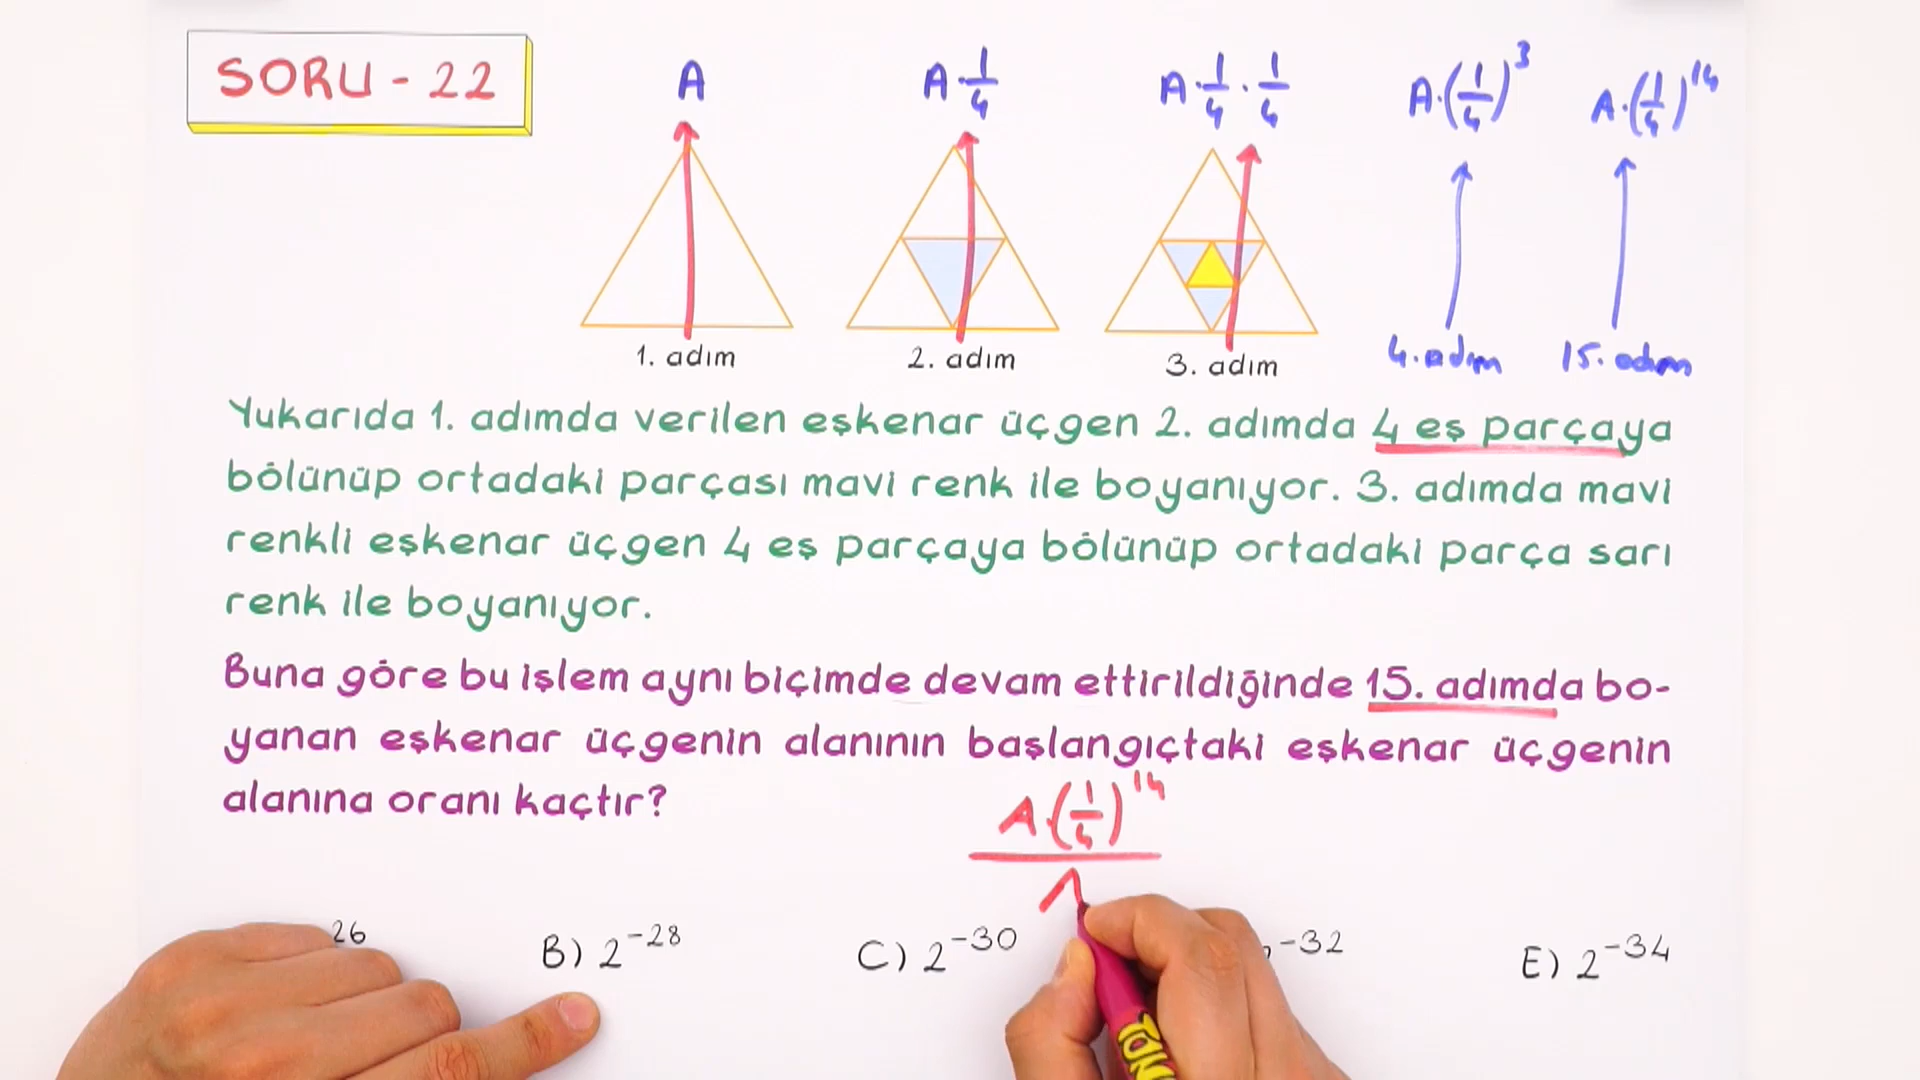 SORU - 22
A
A·1/4
A·1/4·1/4
A·(1/4)³
A·(1/4)¹⁴
1. adım
2. adım
3. adım
4. adım
15. adım
Yukarıda 1. adımda verilen eşkenar üçgen 2. adımda 4 eş parçaya
bölünüp ortadaki parçası mavi renk ile boyanıyor. 3. adımda mavi
renkli eşkenar üçgen 4 eş parçaya bölünüp ortadaki parça sarı
renk ile boyanıyor.
Buna göre bu işlem aynı biçimde devam ettirildiğinde 15. adımda bo-
yanan eşkenar üçgenin alanının başlangıçtaki eşkenar üçgenin
alanına oranı kaçtır?
A·(1/4)¹⁴
26
B) 2⁻²⁸
C) 2⁻³⁰
⁻³²
E) 2⁻³⁴